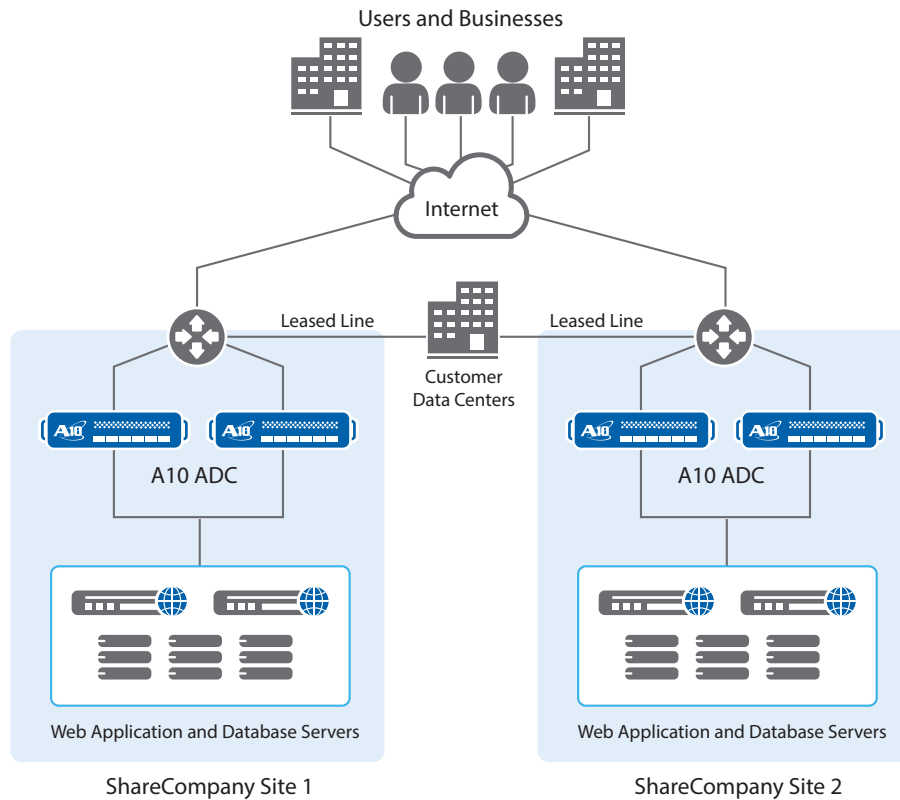 Users and Businesses
Internet
Leased Line
Leased Line
Customer
Data Centers
A10
A10
A10
A10
A10 ADC
A10 ADC
Web Application and Database Servers
Web Application and Database Servers
ShareCompany Site 1
ShareCompany Site 2